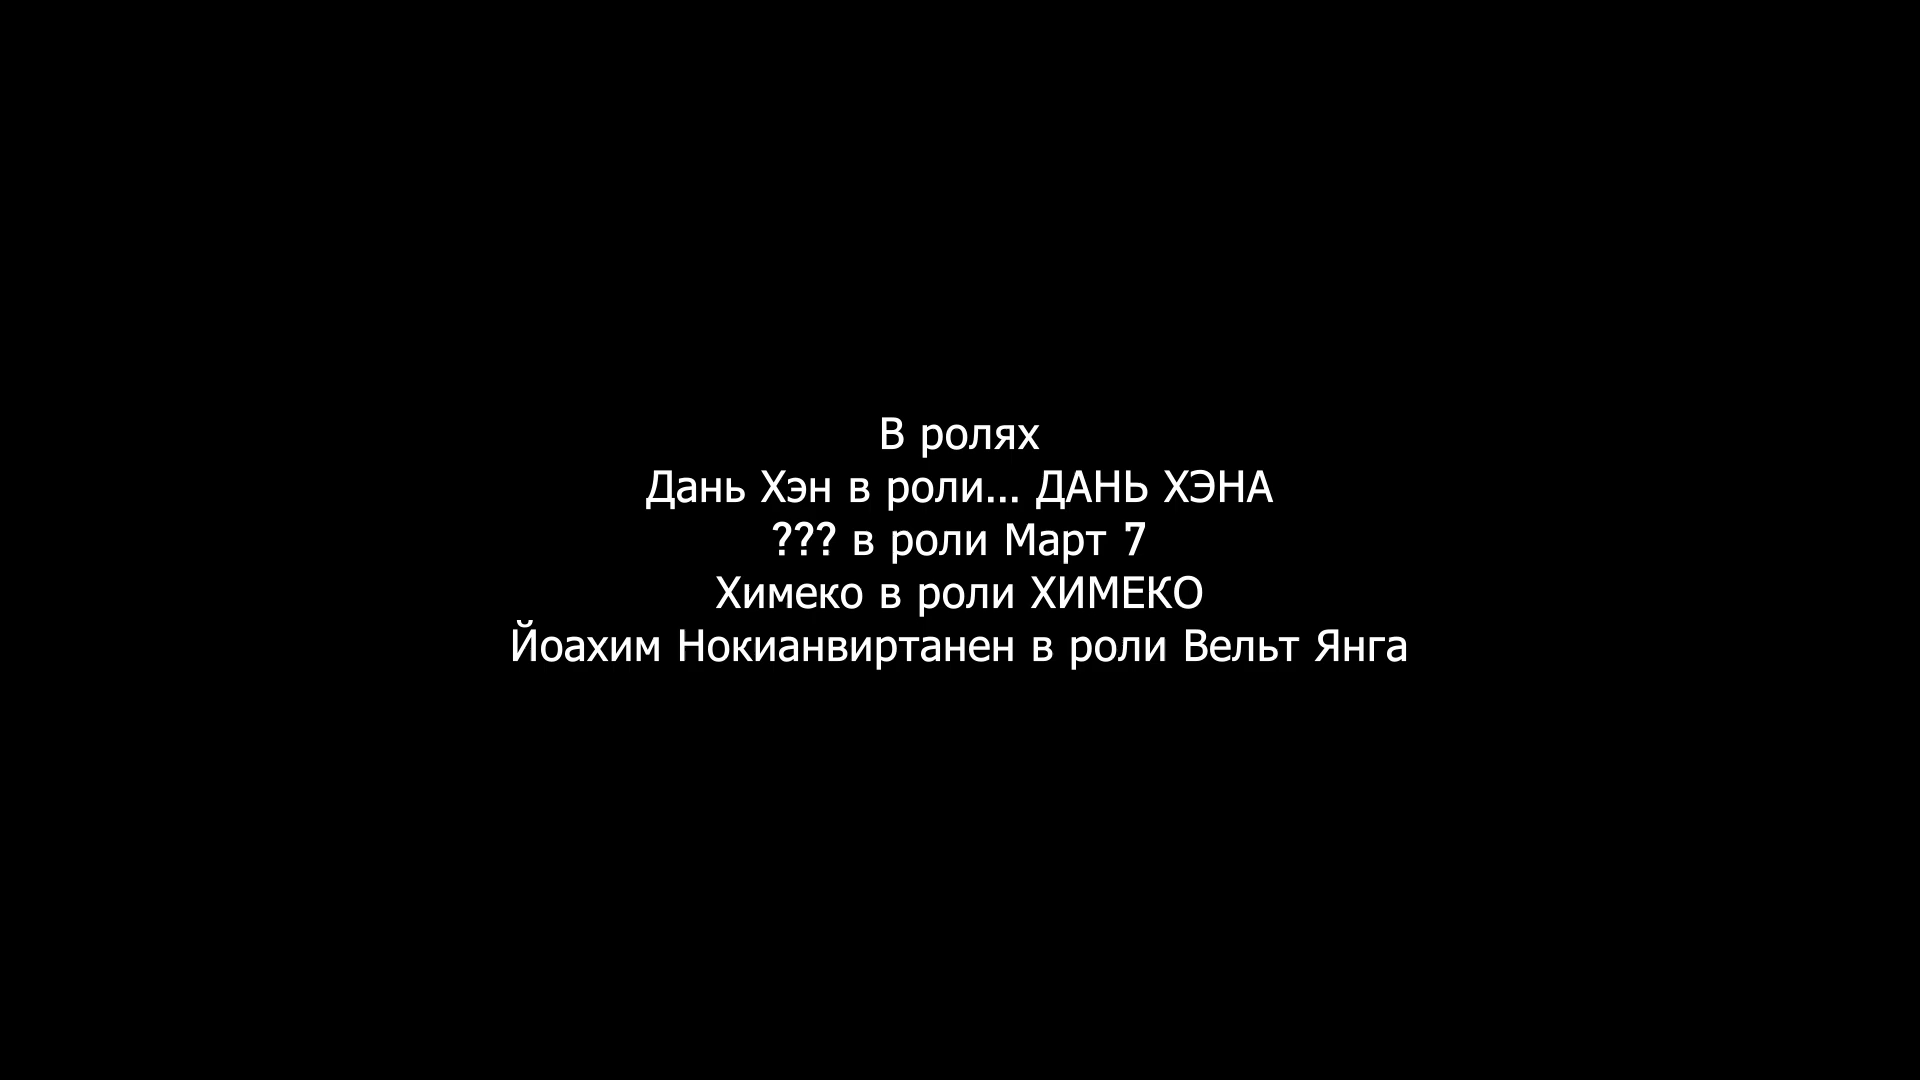 В ролях
Дань Хэн в роли... ДАНЬ ХЭНА
??? в роли Март 7
Химеко в роли ХИМЕКО
Йоахим Нокианвиртанен в роли Вельт Янга